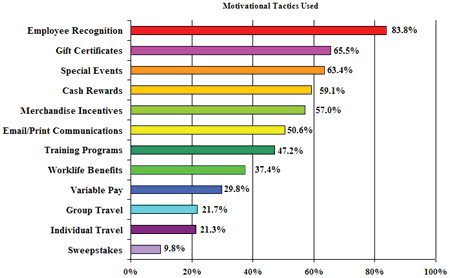 Motivational Tactics Used
Employee Recognition 83.8%
Gift Certificates 65.5%
Special Events 63.4%
Cash Rewards 59.1%
Merchandise Incentives 57.0%
Email/Print Communications 50.6%
Training Programs 47.2%
Worklife Benefits 37.4%
Variable Pay 29.8%
Group Travel 21.7%
Individual Travel 21.3%
Sweepstakes 9.8%
0% 20% 40% 60% 80% 100%